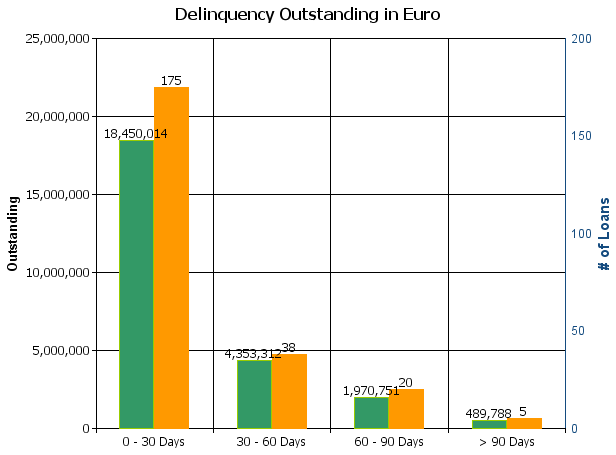 Delinquency Outstanding in Euro
25,000,000
20,000,000
15,000,000
10,000,000
5,000,000
0
Outstanding
200
150
100
50
0
# of Loans
18,450,014
175
4,353,312
38
1,970,751
20
489,788
5
0 - 30 Days
30 - 60 Days
60 - 90 Days
> 90 Days